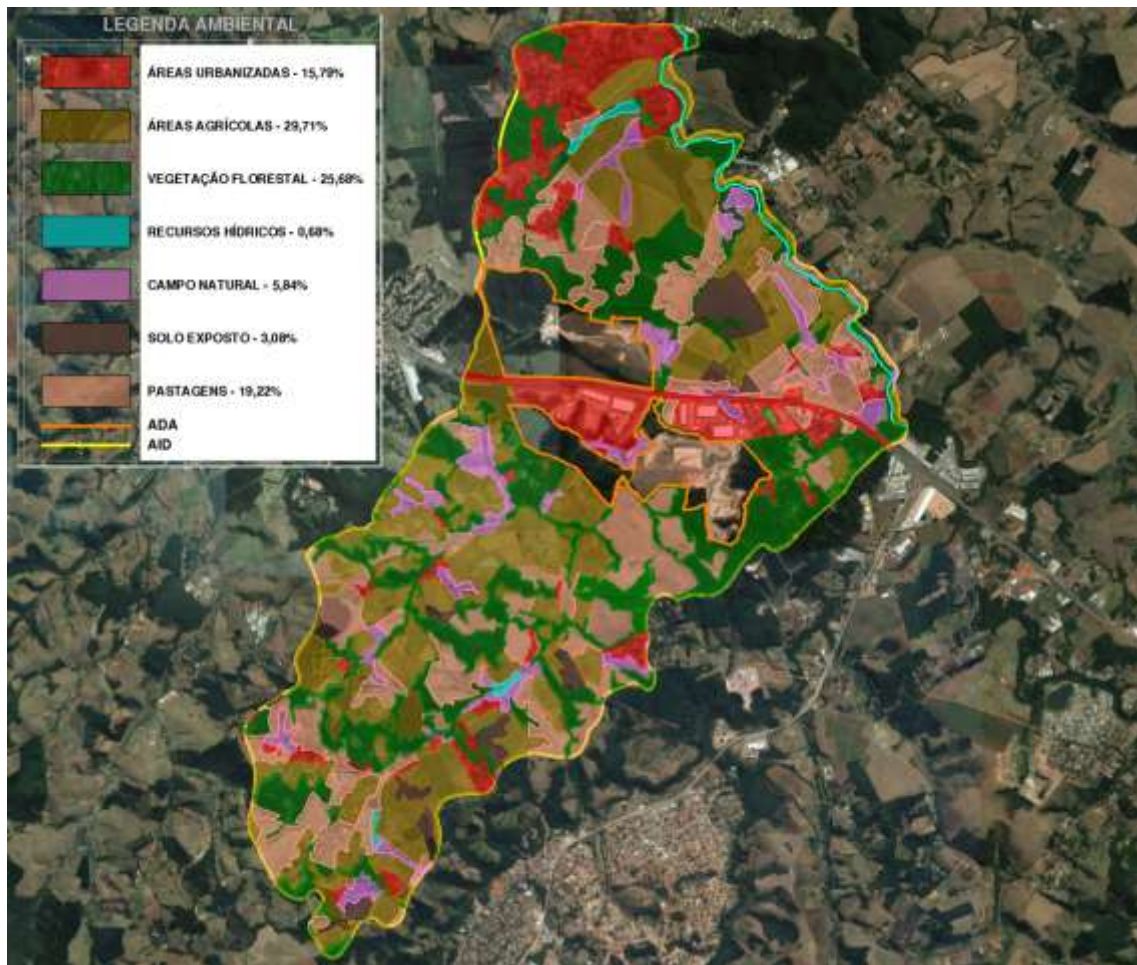 LEGENDA AMBIENTAL
ÁREAS URBANIZADAS - 15,79%
ÁREAS AGRÍCOLAS - 29,71%
VEGETAÇÃO FLORESTAL - 25,68%
RECURSOS HÍDRICOS - 0,68%
CAMPO NATURAL - 5,84%
SOLO EXPOSTO - 3,08%
PASTAGENS - 19,22%
ADA
AID